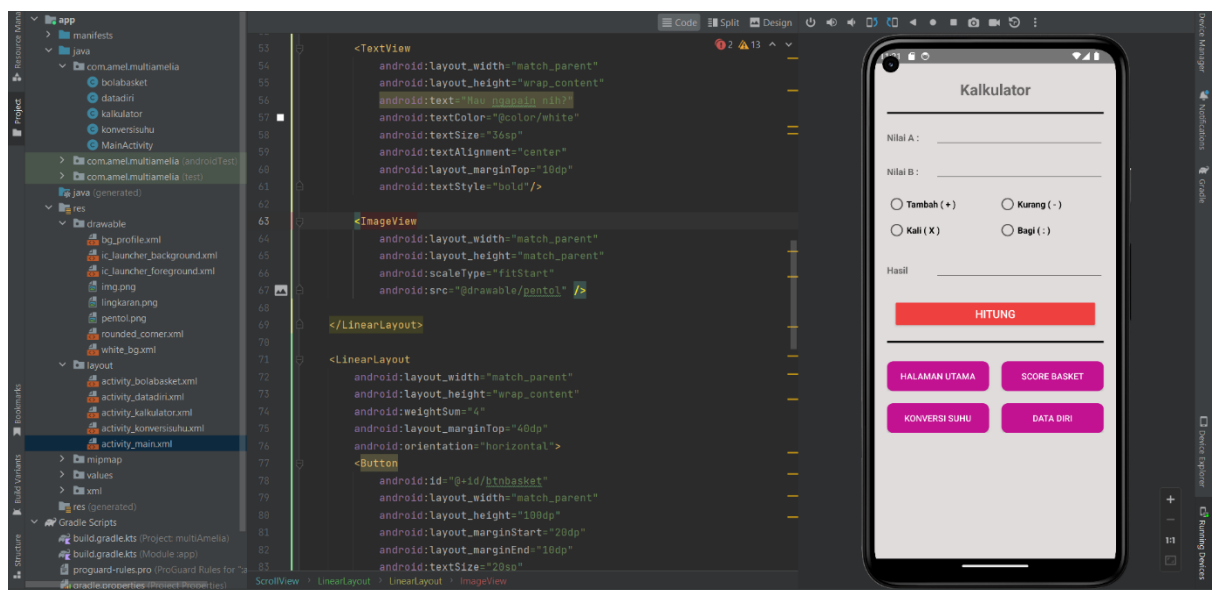 Resource Mana
Project
Bookmarks
Build Variants
Structure
app
manifests
java
com.amel.multiamelia
bolabasket
datadiri
kalkulator
konversisuhu
MainActivity
com.amel.multiamelia (androidTest)
com.amel.multiamelia (test)
java (generated)
res
drawable
bg_profile.xml
ic_launcher_background.xml
ic_launcher_foreground.xml
img.png
lingkaran.png
pentol.png
rounded_corner.xml
white_bg.xml
layout
activity_bolabasket.xml
activity_datadiri.xml
activity_kalkulator.xml
activity_konversisuhu.xml
activity_main.xml
mipmap
values
xml
res (generated)
Gradle Scripts
build.gradle.kts (Project: multiAmelia)
build.gradle.kts (Module :app)
proguard-rules.pro (ProGuard Rules for ":a
gradle.properties (Project Properties)
Code Split Design
2 13
53 <TextView
54 android:layout_width="match_parent"
55 android:layout_height="wrap_content"
56 android:text="Mau ngapain nih?"
57 android:textColor="@color/white"
58 android:textSize="36sp"
59 android:textAlignment="center"
60 android:layout_marginTop="10dp"
61 android:textStyle="bold"/>
62
63 <ImageView
64 android:layout_width="match_parent"
65 android:layout_height="match_parent"
66 android:scaleType="fitStart"
67 android:src="@drawable/pentol" />
68
69 </LinearLayout>
70
71 <LinearLayout
72 android:layout_width="match_parent"
73 android:layout_height="wrap_content"
74 android:weightSum="4"
75 android:layout_marginTop="40dp"
76 android:orientation="horizontal">
77 <Button
78 android:id="@+id/btnbasket"
79 android:layout_width="match_parent"
80 android:layout_height="100dp"
81 android:layout_marginStart="20dp"
82 android:layout_marginEnd="10dp"
83 android:textSize="20sp"
ScrollView > LinearLayout > LinearLayout > ImageView
Kalkulator
Nilai A :
Nilai B :
Tambah ( + ) Kurang ( - )
Kali ( X ) Bagi ( : )
Hasil
HITUNG
HALAMAN UTAMA SCORE BASKET
KONVERSI SUHU DATA DIRI
1:1
Device Manager
Notifications
Gradle
Device Explorer
Running Devices